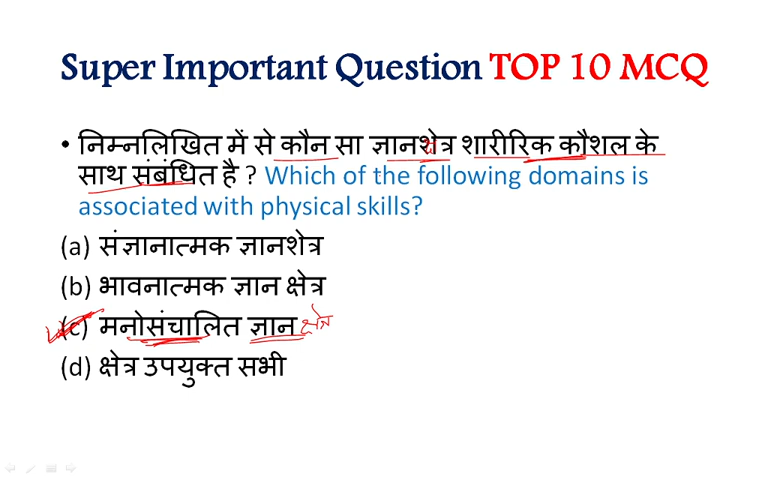 Super Important Question TOP 10 MCQ
• निम्नलिखित में से कौन सा ज्ञानक्षेत्र शारीरिक कौशल के
साथ संबंधित है ? Which of the following domains is
associated with physical skills?
(a) संज्ञानात्मक ज्ञानशेत्र
(b) भावनात्मक ज्ञान क्षेत्र
(c) मनोसंचालित ज्ञान क्षेत्र
(d) क्षेत्र उपयुक्त सभी